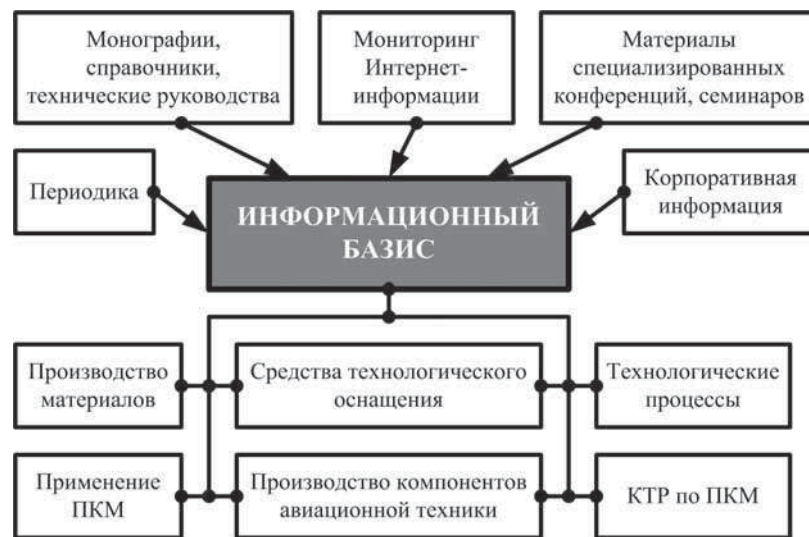 Монографии,
справочники,
технические руководства
Мониторинг
Интернет-
информации
Материалы
специализированных
конференций, семинаров
Периодика
ИНФОРМАЦИОННЫЙ
БАЗИС
Корпоративная
информация
Производство
материалов
Средства технологического
оснащения
Технологические
процессы
Применение
ПКМ
Производство компонентов
авиационной техники
КТР по ПКМ